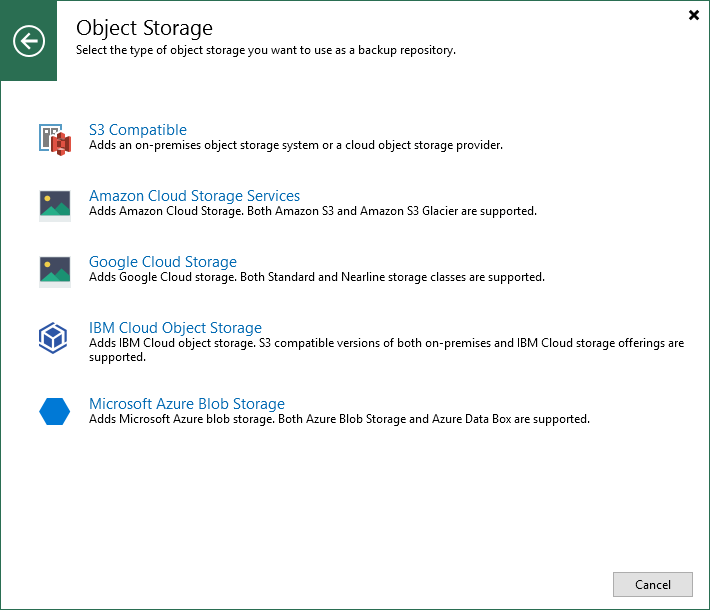 Object Storage
Select the type of object storage you want to use as a backup repository.
S3 Compatible
Adds an on-premises object storage system or a cloud object storage provider.
Amazon Cloud Storage Services
Adds Amazon Cloud Storage. Both Amazon S3 and Amazon S3 Glacier are supported.
Google Cloud Storage
Adds Google Cloud storage. Both Standard and Nearline storage classes are supported.
IBM Cloud Object Storage
Adds IBM Cloud object storage. S3 compatible versions of both on-premises and IBM Cloud storage offerings are
supported.
Microsoft Azure Blob Storage
Adds Microsoft Azure blob storage. Both Azure Blob Storage and Azure Data Box are supported.
Cancel